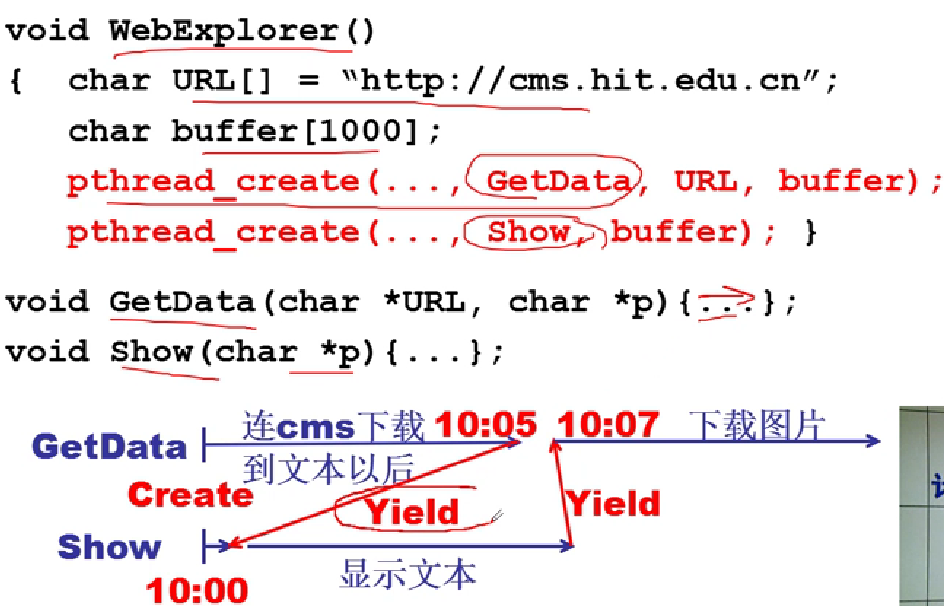 void WebExplorer()
{ char URL[] = “http://cms.hit.edu.cn”;
char buffer[1000];
pthread_create(..., GetData, URL, buffer);
pthread_create(..., Show, buffer); }
void GetData(char *URL, char *p){...};
void Show(char *p){...};
连cms下载 10:05 10:07 下载图片
GetData
到文本以后
Create
Yield Yield
Show
显示文本
10:00